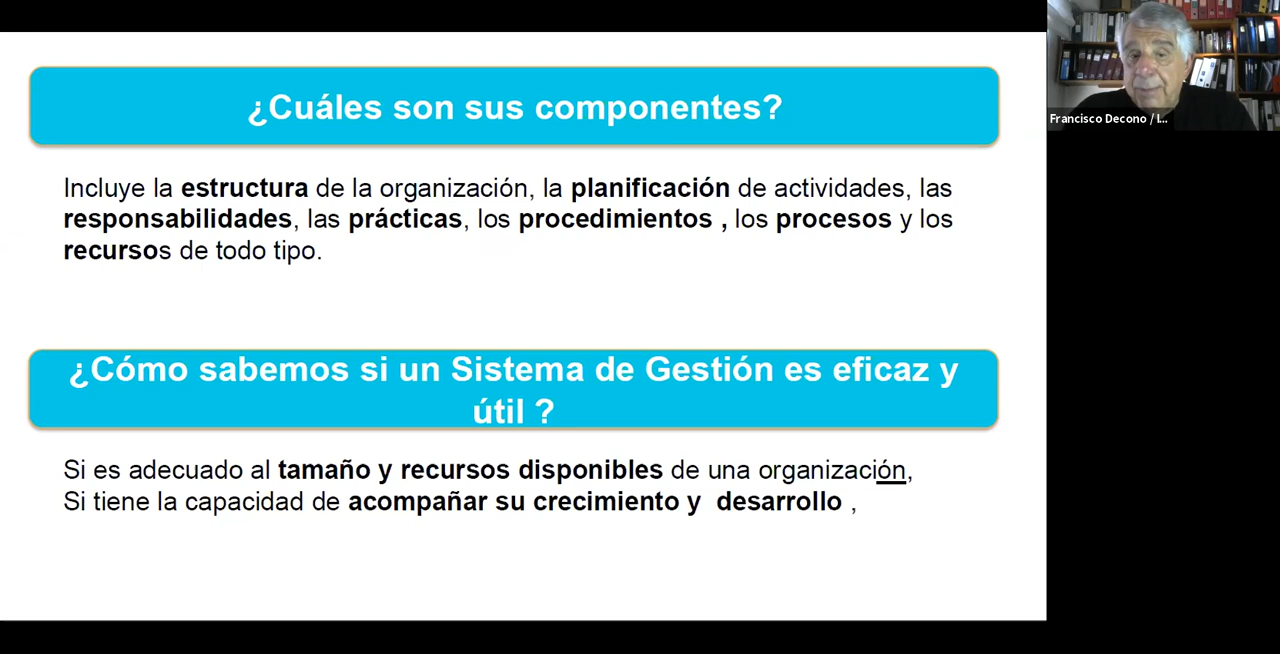 ¿Cuáles son sus componentes?
Incluye la estructura de la organización, la planificación de actividades, las
responsabilidades, las prácticas, los procedimientos , los procesos y los
recursos de todo tipo.
¿Cómo sabemos si un Sistema de Gestión es eficaz y
útil ?
Si es adecuado al tamaño y recursos disponibles de una organización,
Si tiene la capacidad de acompañar su crecimiento y  desarrollo ,
Francisco Decono / I...